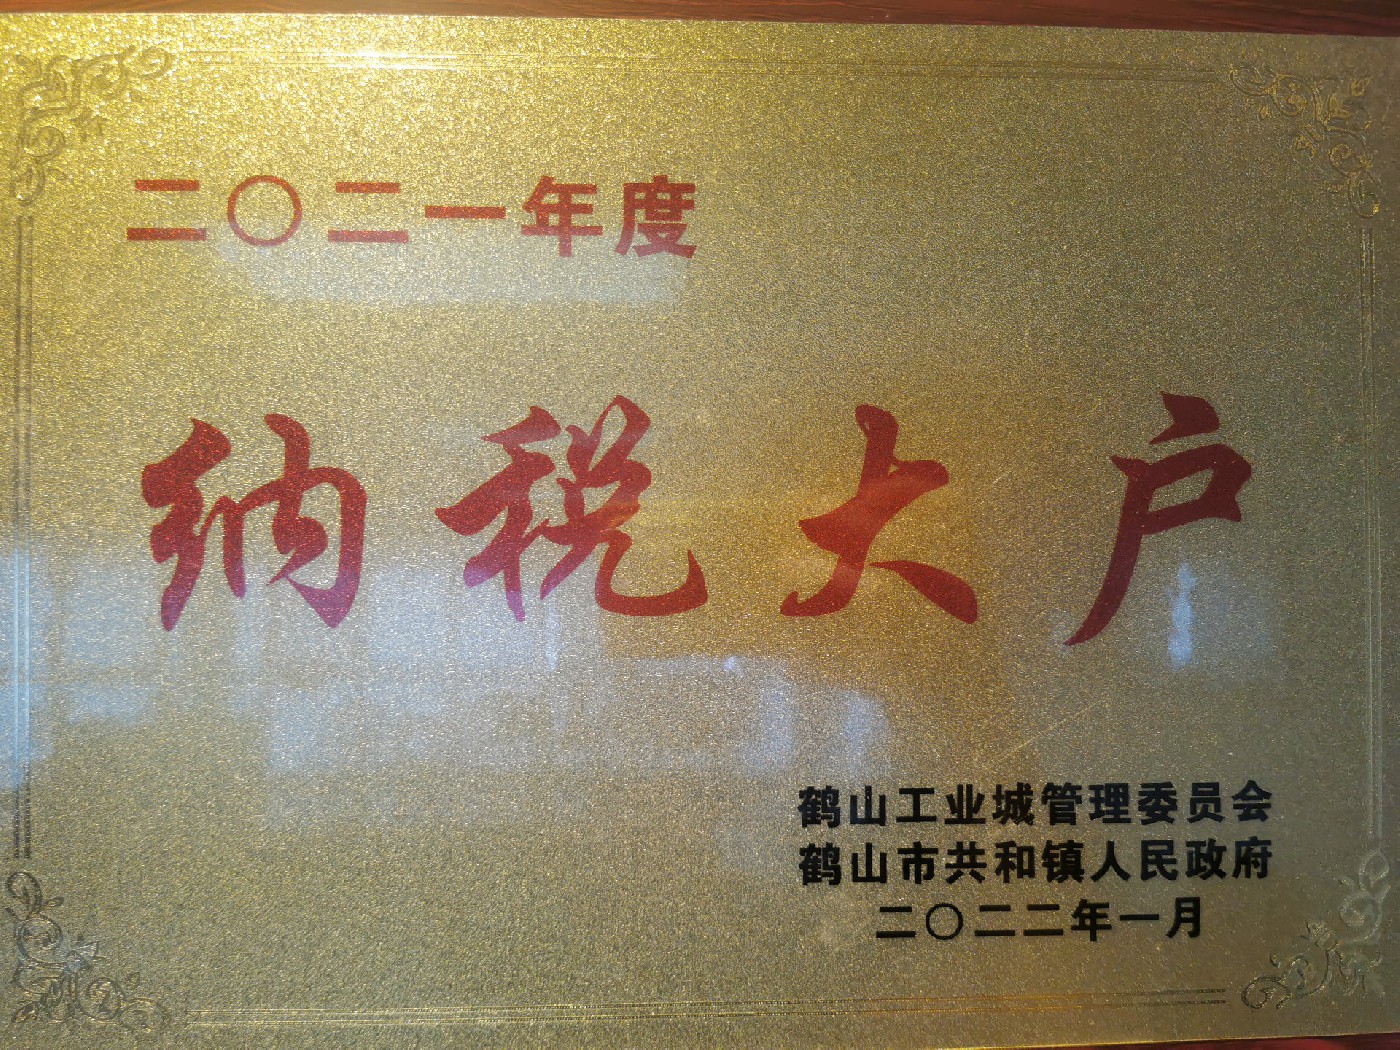 二〇二一年度
纳税大户
鹤山工业城管理委员会
鹤山市共和镇人民政府
二〇二二年一月